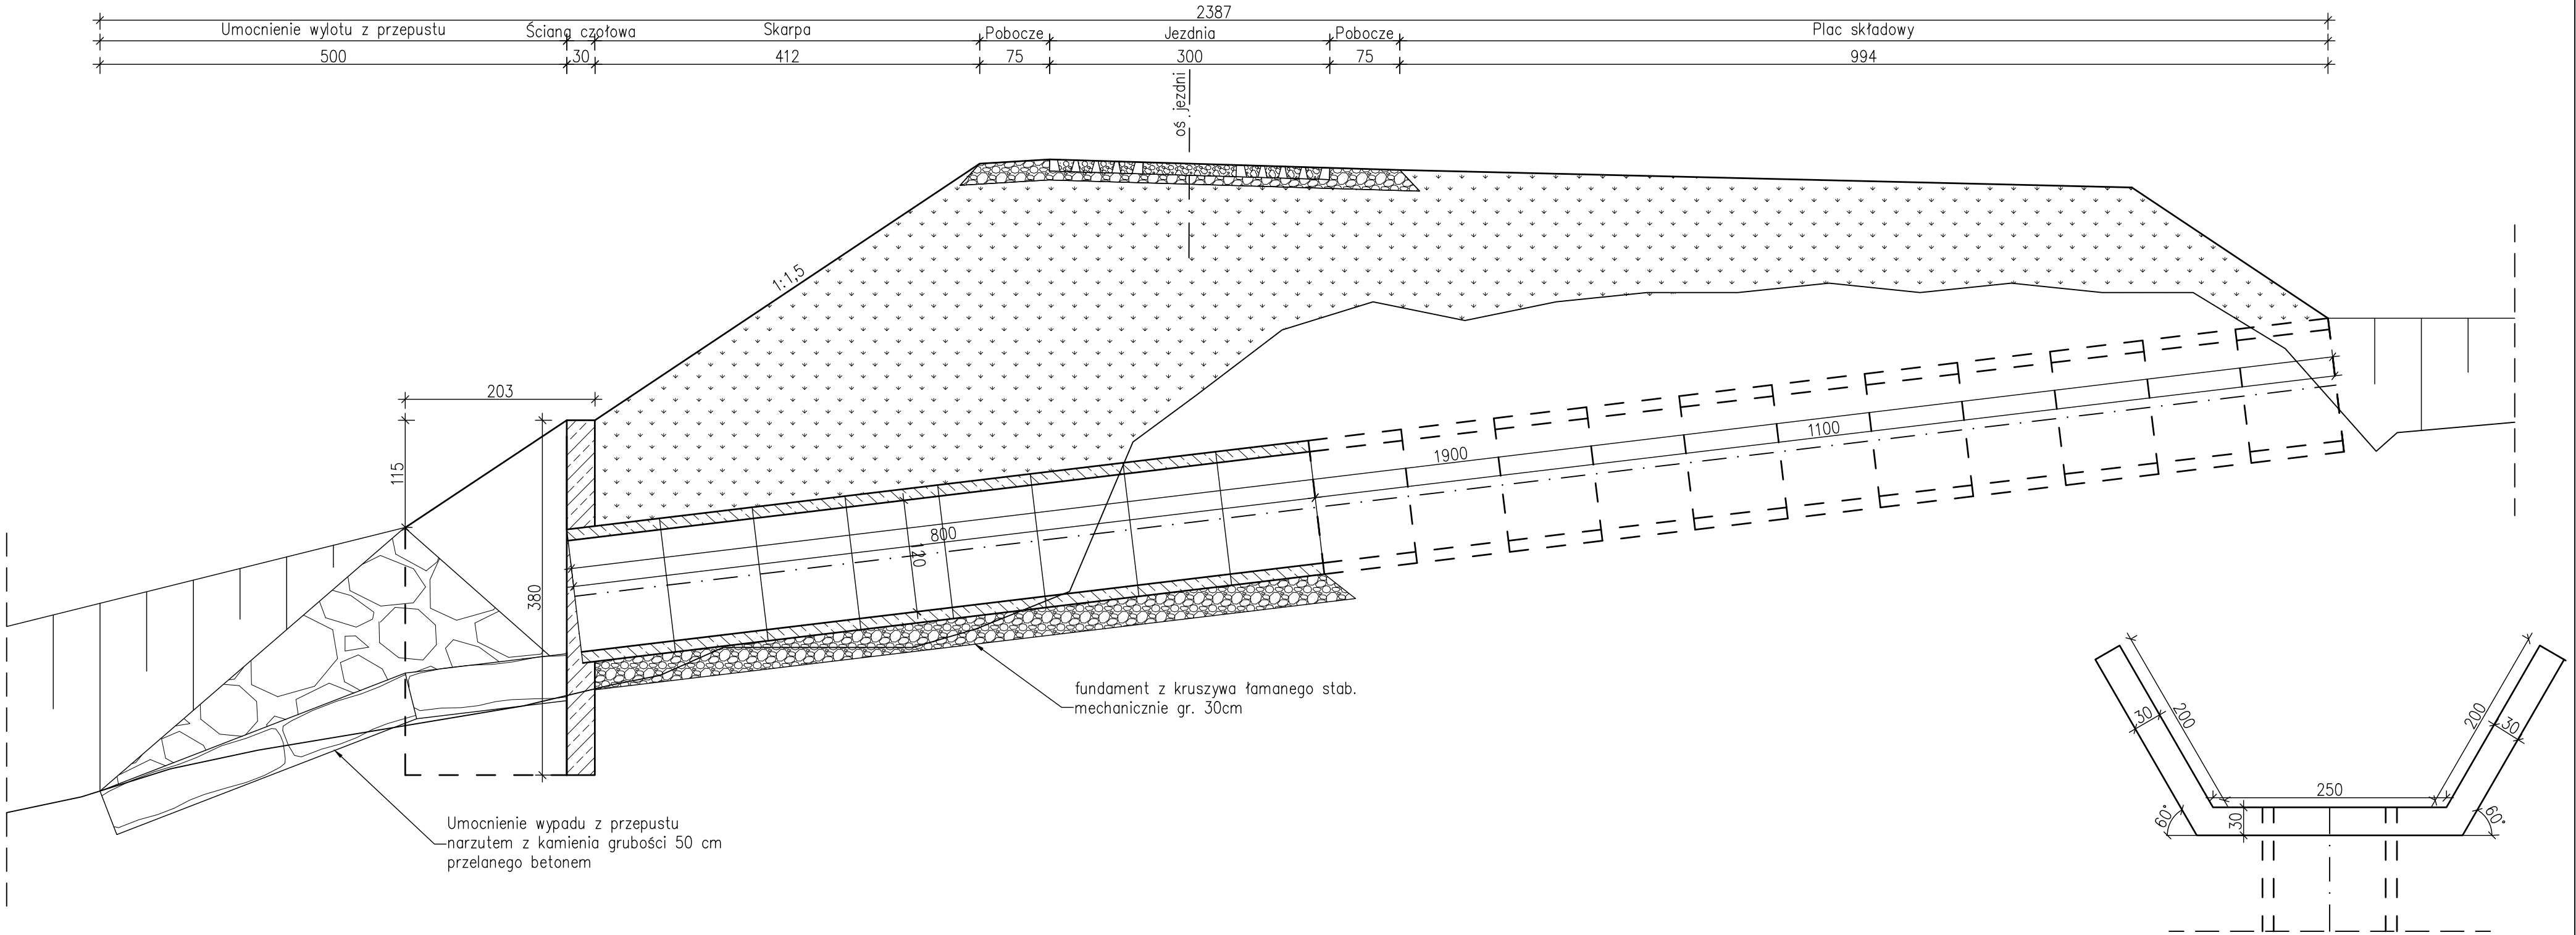 2387
Umocnienie wylotu z przepustu
Ściana czołowa
Skarpa
Pobocze
Jezdnia
Pobocze
Plac składowy
500
30
412
75
300
75
994
oś jezdni
1:1,5
203
115
380
800
120
1900
1100
fundament z kruszywa łamanego stab.
mechanicznie gr. 30cm
Umocnienie wypadu z przepustu
narzutem z kamienia grubości 50 cm
przelanego betonem
30
200
200
30
250
30
60°
60°